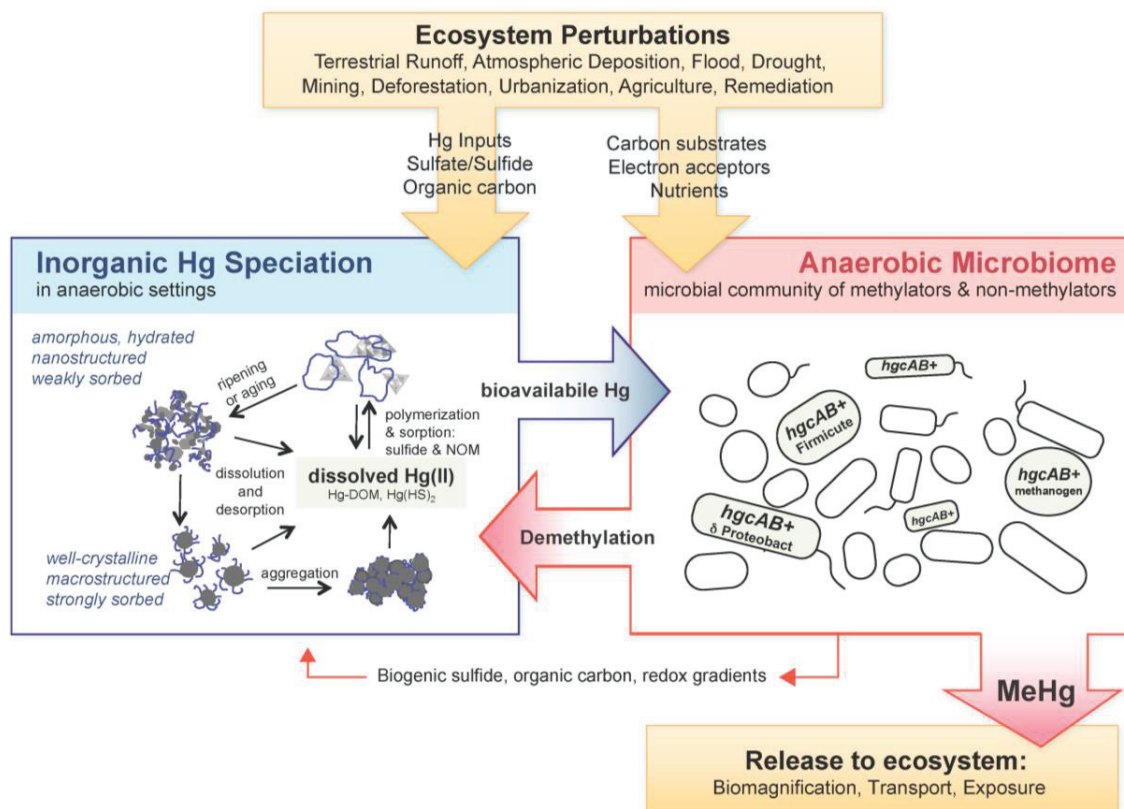 Ecosystem Perturbations
Terrestrial Runoff, Atmospheric Deposition, Flood, Drought,
Mining, Deforestation, Urbanization, Agriculture, Remediation
Hg Inputs
Sulfate/Sulfide
Organic carbon
Carbon substrates
Electron acceptors
Nutrients
Inorganic Hg Speciation
in anaerobic settings
amorphous, hydrated
nanostructured
weakly sorbed
ripening
or aging
polymerization
& sorption:
sulfide & NOM
dissolved Hg(II)
Hg-DOM, Hg(HS)2
dissolution
and
desorption
well-crystalline
macrostructured
strongly sorbed
aggregation
bioavailabile Hg
Demethylation
Anaerobic Microbiome
microbial community of methylators & non-methylators
hgcAB+
hgcAB+
Firmicute
hgcAB+
methanogen
hgcAB+
δ Proteobact
hgcAB+
Biogenic sulfide, organic carbon, redox gradients
MeHg
Release to ecosystem:
Biomagnification, Transport, Exposure